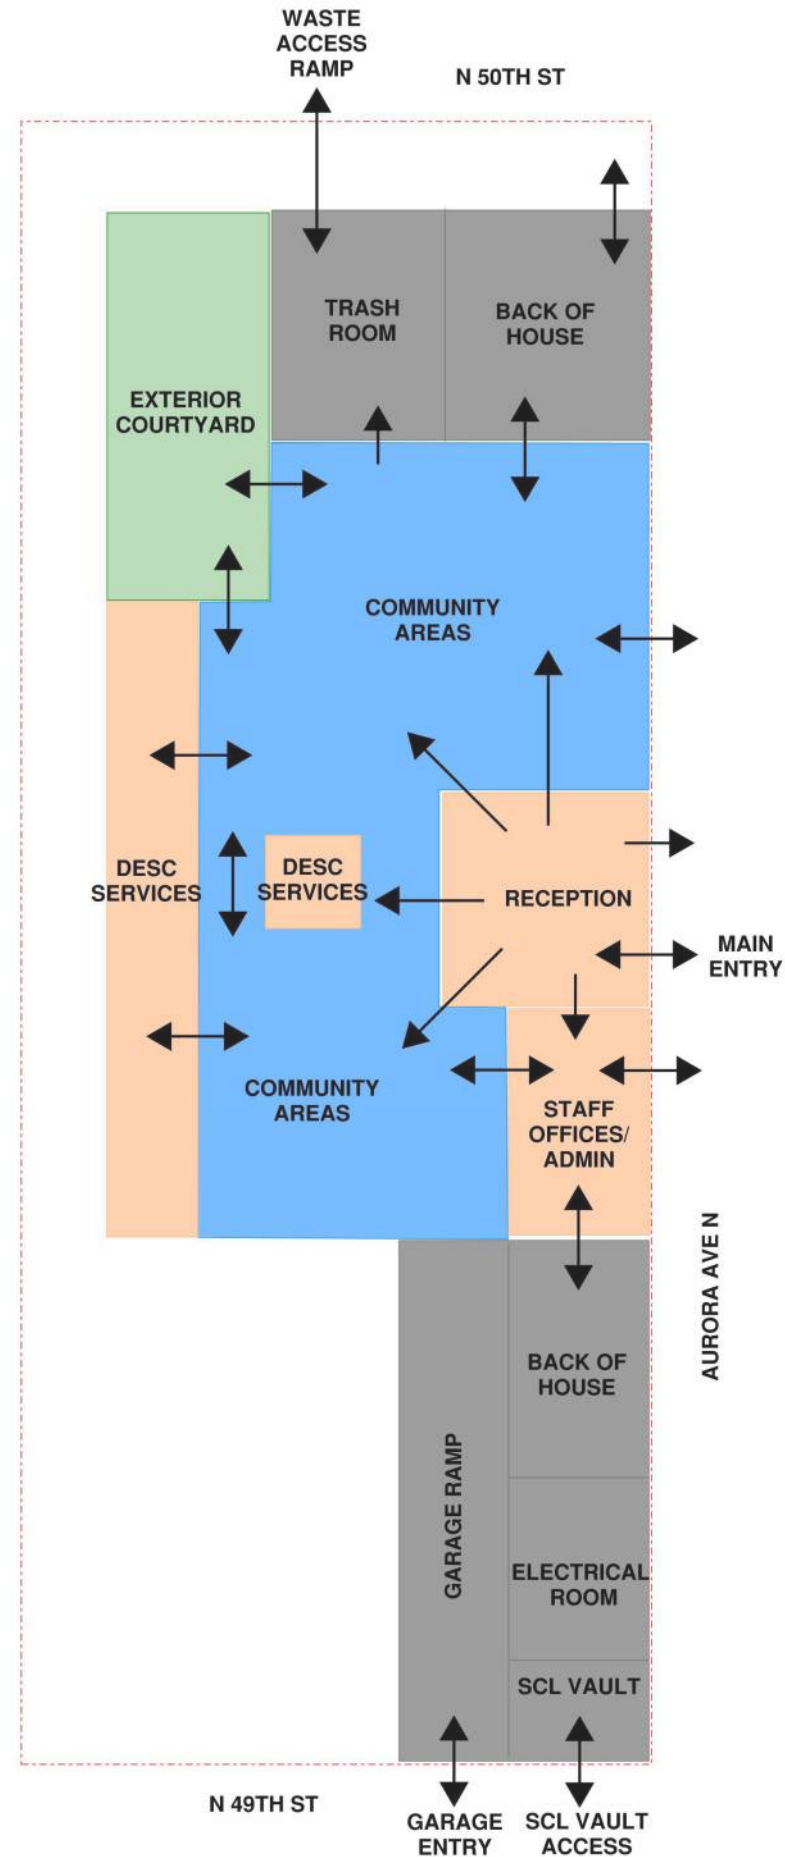 WASTE
ACCESS
RAMP
N 50TH ST
TRASH
ROOM
BACK OF
HOUSE
EXTERIOR
COURTYARD
COMMUNITY
AREAS
DESC
SERVICES
DESC
SERVICES
RECEPTION
MAIN
ENTRY
COMMUNITY
AREAS
STAFF
OFFICES/
ADMIN
AURORA AVE N
BACK OF
HOUSE
GARAGE RAMP
ELECTRICAL
ROOM
SCL VAULT
N 49TH ST
GARAGE
ENTRY
SCL VAULT
ACCESS